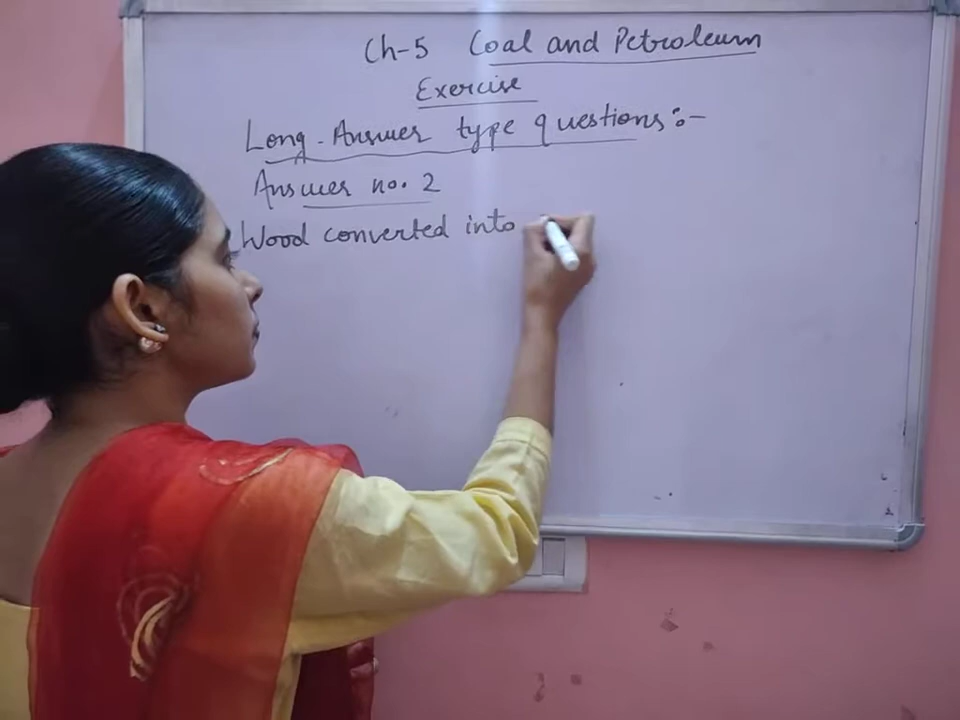 Ch-5 Coal and Petroleum
Exercise
Long-Answer type questions:-
Answer no. 2
Wood converted into